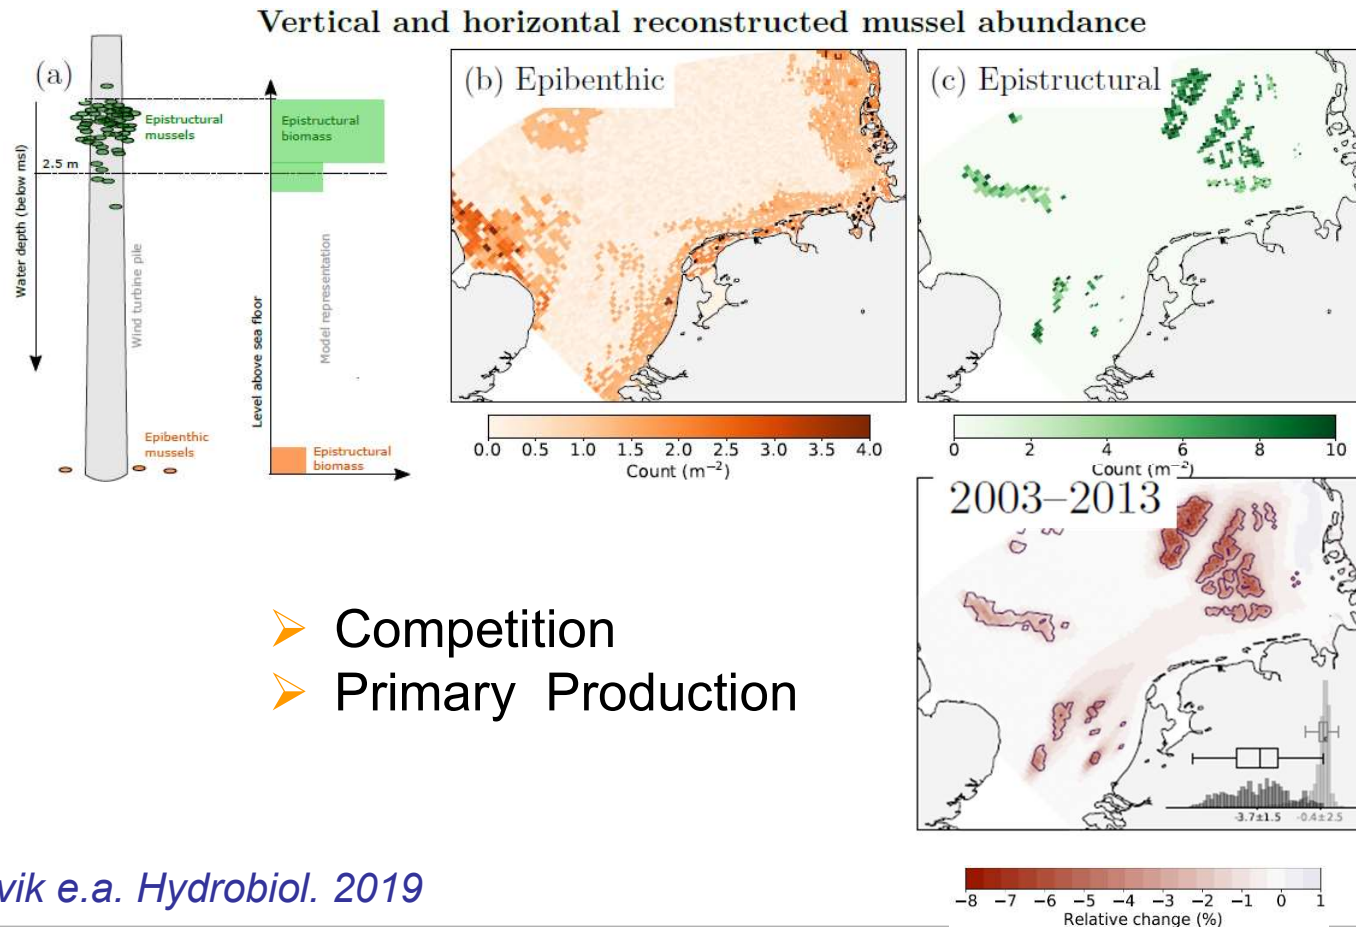 Vertical and horizontal reconstructed mussel abundance
(a)
Epistructural
mussels
2.5 m
Water depth (below msl)
Wind turbine pile
Epibenthic
mussels
Epistructural
biomass
Model representation
Level above sea floor
Epistructural
biomass
(b) Epibenthic
0.0 0.5 1.0 1.5 2.0 2.5 3.0 3.5 4.0
Count (m⁻²)
(c) Epistructural
0 2 4 6 8 10
Count (m⁻²)
2003–2013
-3.7±1.5 -0.4±2.5
−8 −7 −6 −5 −4 −3 −2 −1 0 1
Relative change (%)
➢ Competition
➢ Primary Production
vik e.a. Hydrobiol. 2019